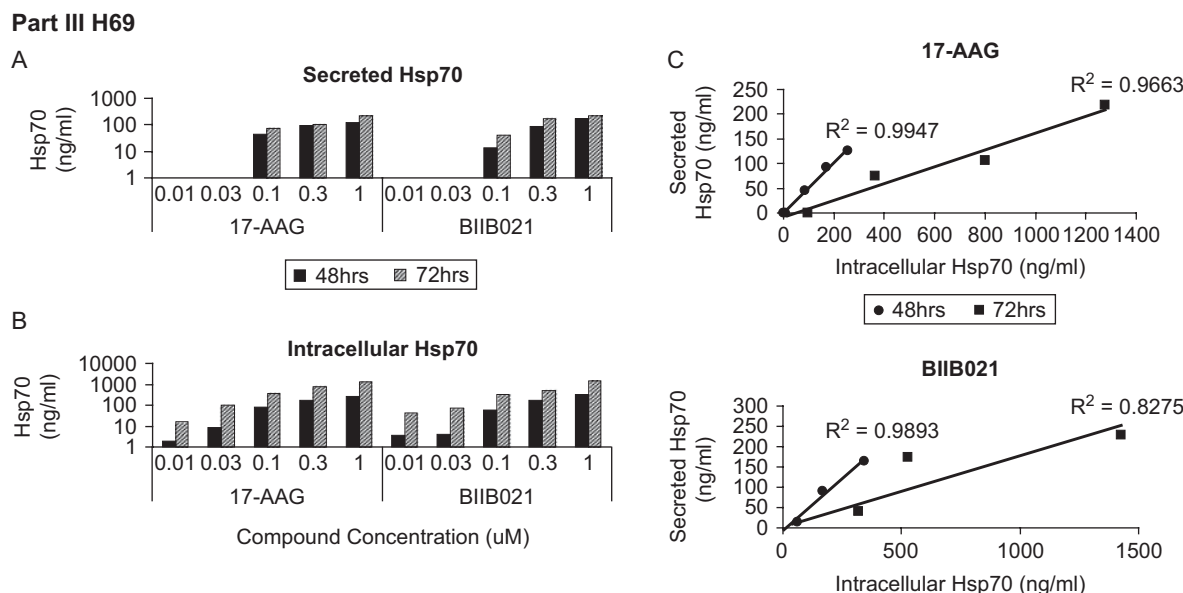 Part III H69
A
Secreted Hsp70
Hsp70
(ng/ml)
1000
100
10
1
0.01 0.03 0.1 0.3 1 0.01 0.03 0.1 0.3 1
17-AAG BIIB021
48hrs 72hrs
B
Intracellular Hsp70
Hsp70
(ng/ml)
10000
1000
100
10
1
0.01 0.03 0.1 0.3 1 0.01 0.03 0.1 0.3 1
17-AAG BIIB021
Compound Concentration (uM)
C
17-AAG
Secreted
Hsp70 (ng/ml)
250
200
150
100
50
0
R² = 0.9947
R² = 0.9663
0 200 400 600 800 1000 1200 1400
Intracellular Hsp70 (ng/ml)
48hrs 72hrs
BIIB021
Secreted Hsp70
(ng/ml)
300
250
200
150
100
50
0
R² = 0.9893
R² = 0.8275
0 500 1000 1500
Intracellular Hsp70 (ng/ml)